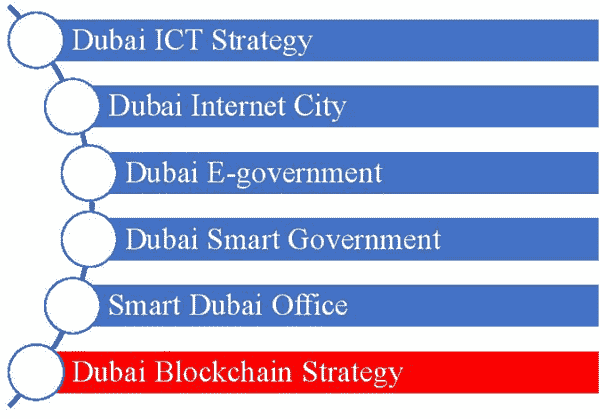 Dubai ICT Strategy
Dubai Internet City
Dubai E-government
Dubai Smart Government
Smart Dubai Office
Dubai Blockchain Strategy